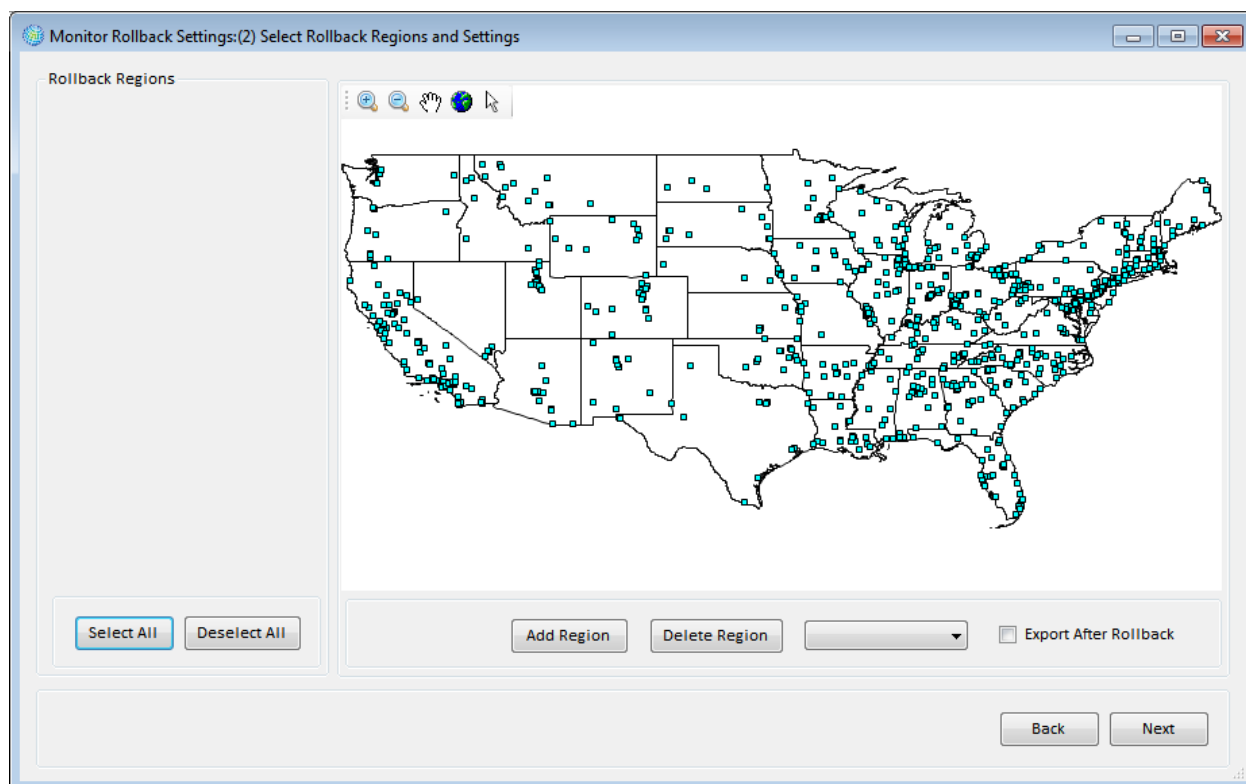 Monitor Rollback Settings:(2) Select Rollback Regions and Settings
Rollback Regions
Select All
Deselect All
Add Region
Delete Region
Export After Rollback
Back
Next